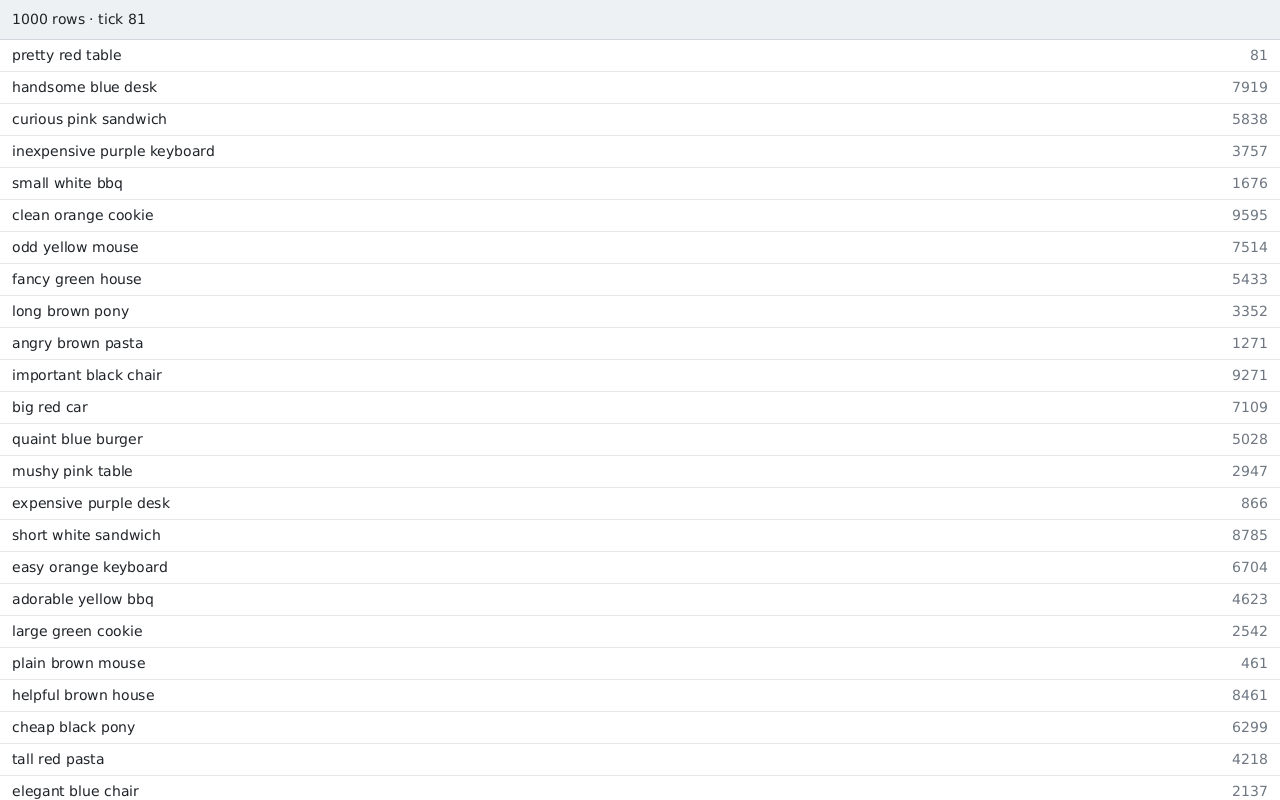 1000 rows · tick 81
pretty red table 81
handsome blue desk 7919
curious pink sandwich 5838
inexpensive purple keyboard 3757
small white bbq 1676
clean orange cookie 9595
odd yellow mouse 7514
fancy green house 5433
long brown pony 3352
angry brown pasta 1271
important black chair 9271
big red car 7109
quaint blue burger 5028
mushy pink table 2947
expensive purple desk 866
short white sandwich 8785
easy orange keyboard 6704
adorable yellow bbq 4623
large green cookie 2542
plain brown mouse 461
helpful brown house 8461
cheap black pony 6299
tall red pasta 4218
elegant blue chair 2137